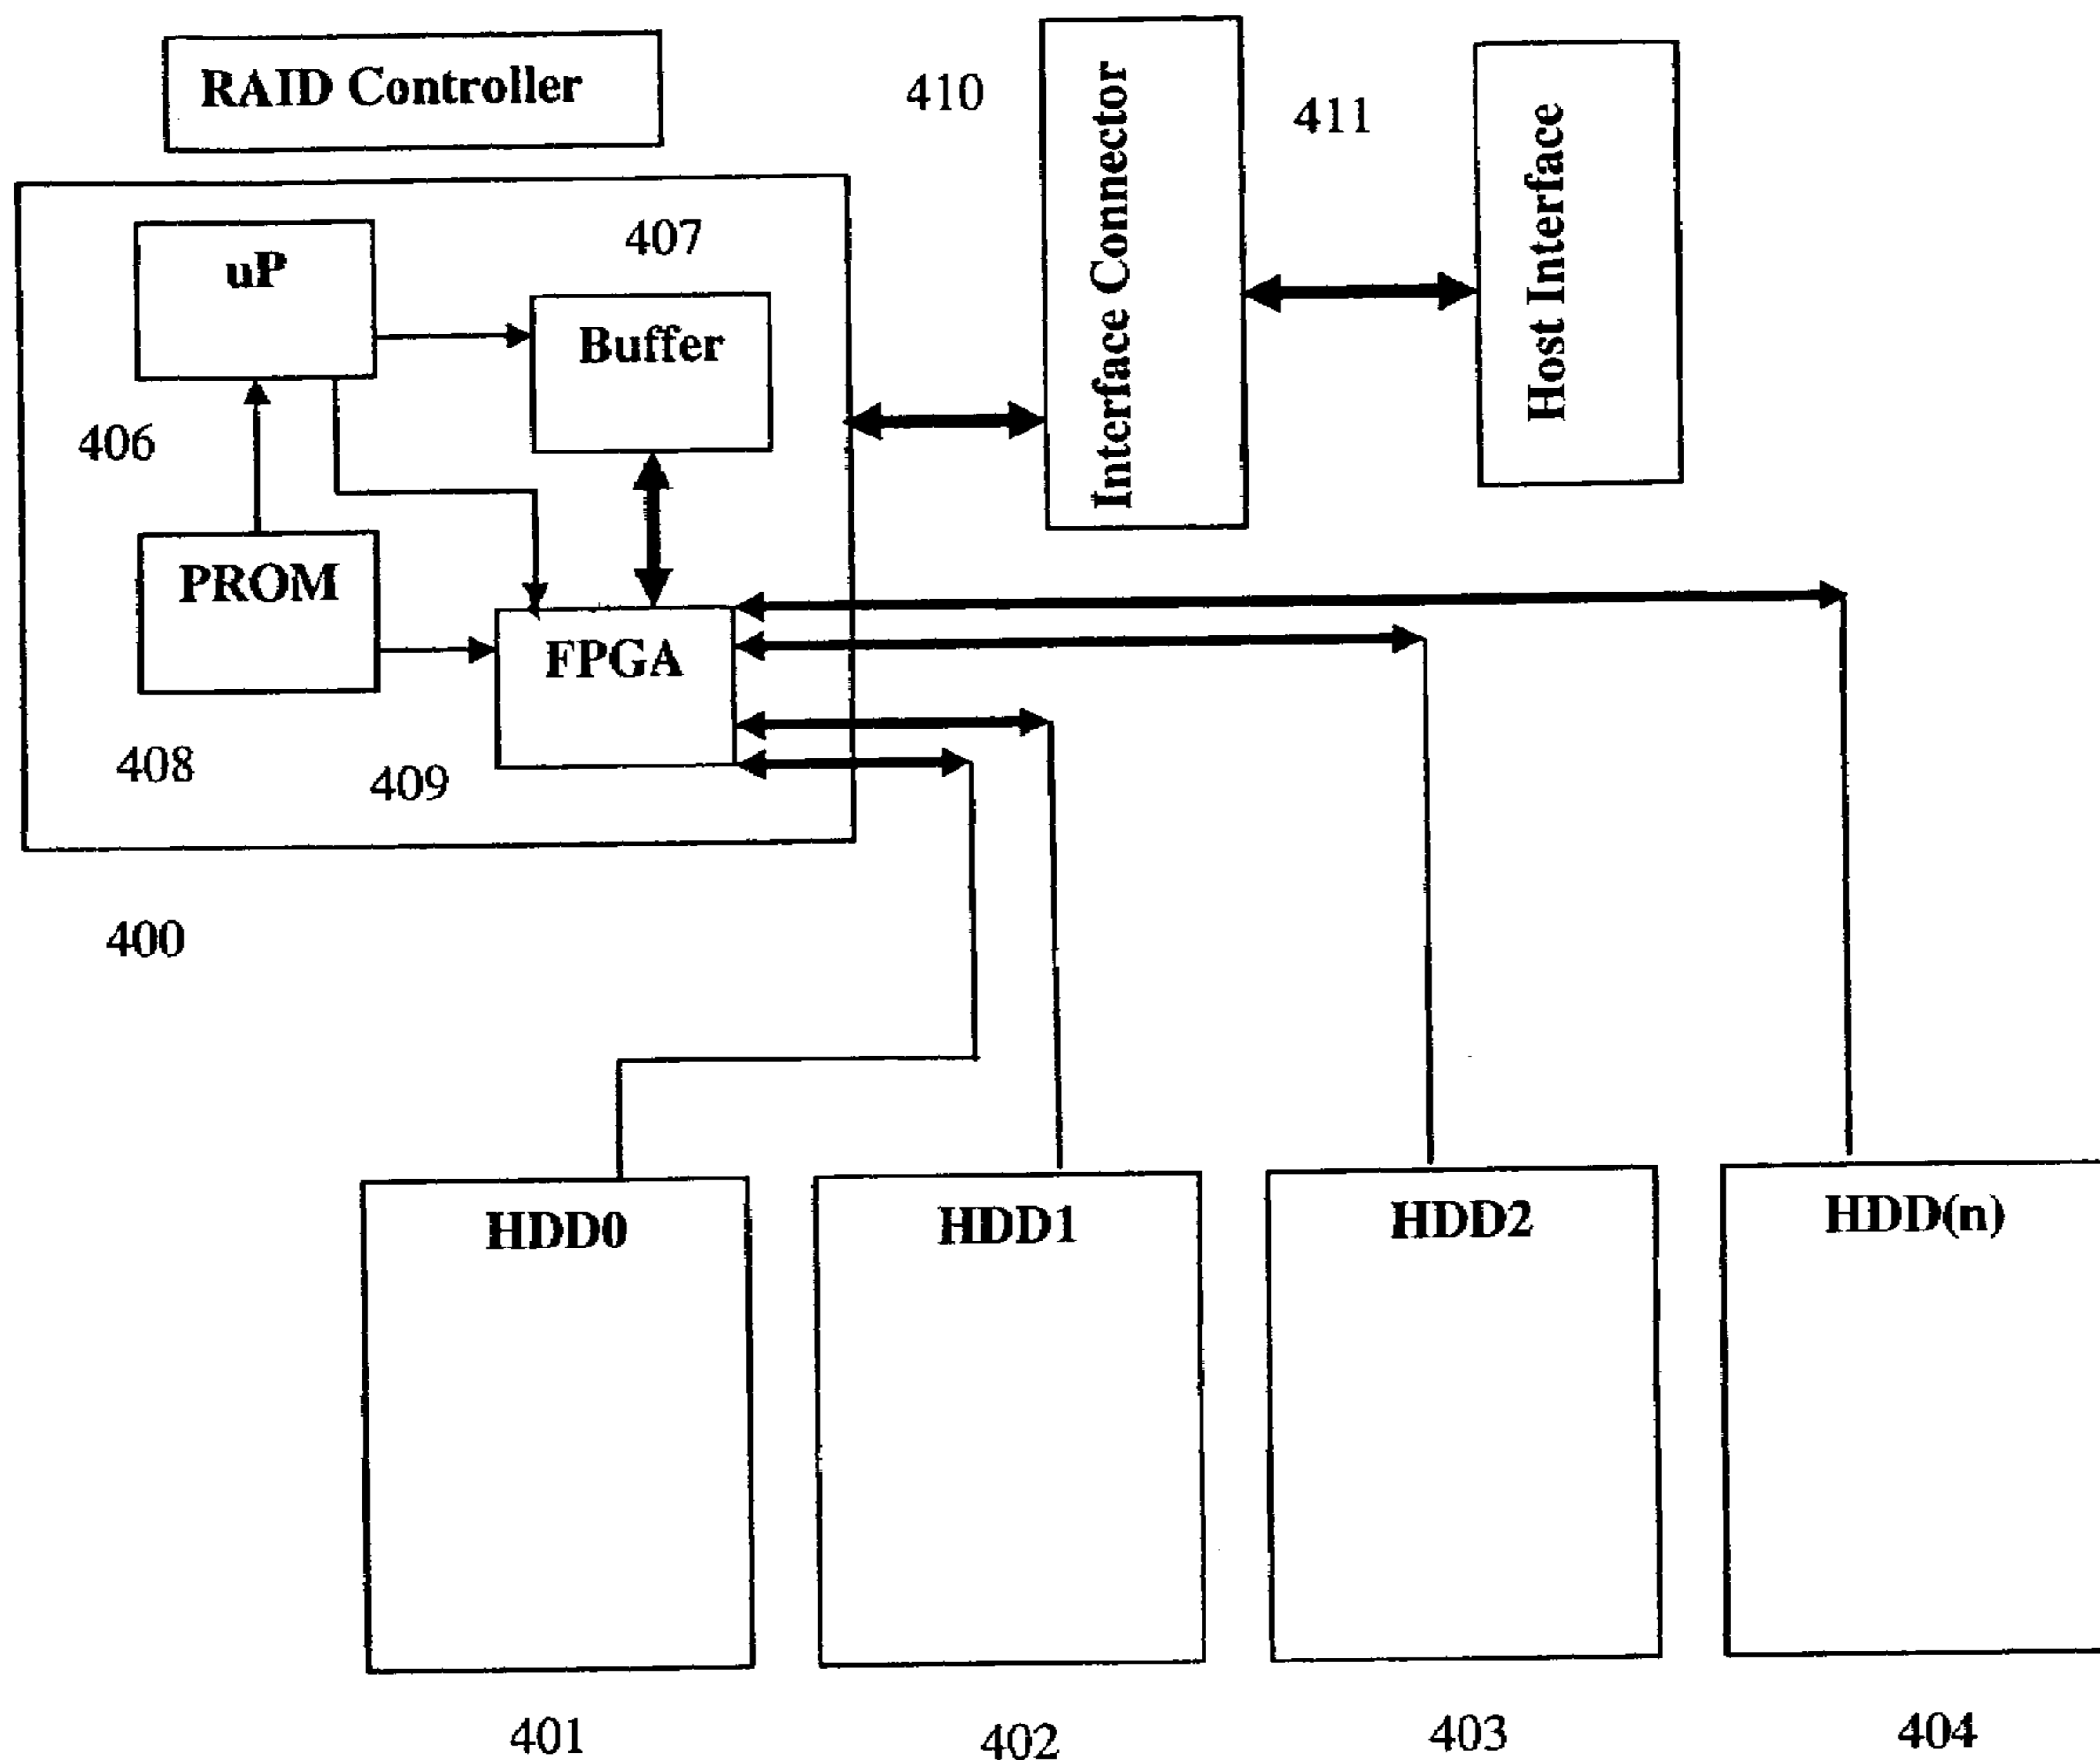 RAID Controller
410
Interface Connector
411
Host Interface
uP
407
Buffer
406
PROM
FPGA
408
409
400
HDD0
HDD1
HDD2
HDD(n)
401
402
403
404